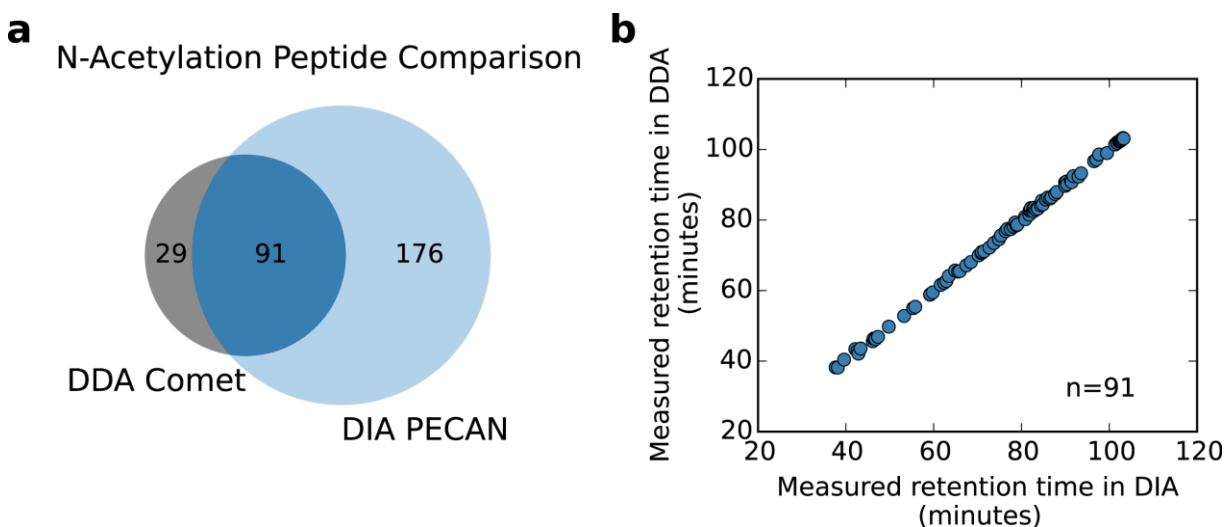 a
N-Acetylation Peptide Comparison
29
91
176
DDA Comet
DIA PECAN
b
Measured retention time in DDA
(minutes)
120
100
80
60
40
20
n=91
20 40 60 80 100 120
Measured retention time in DIA
(minutes)